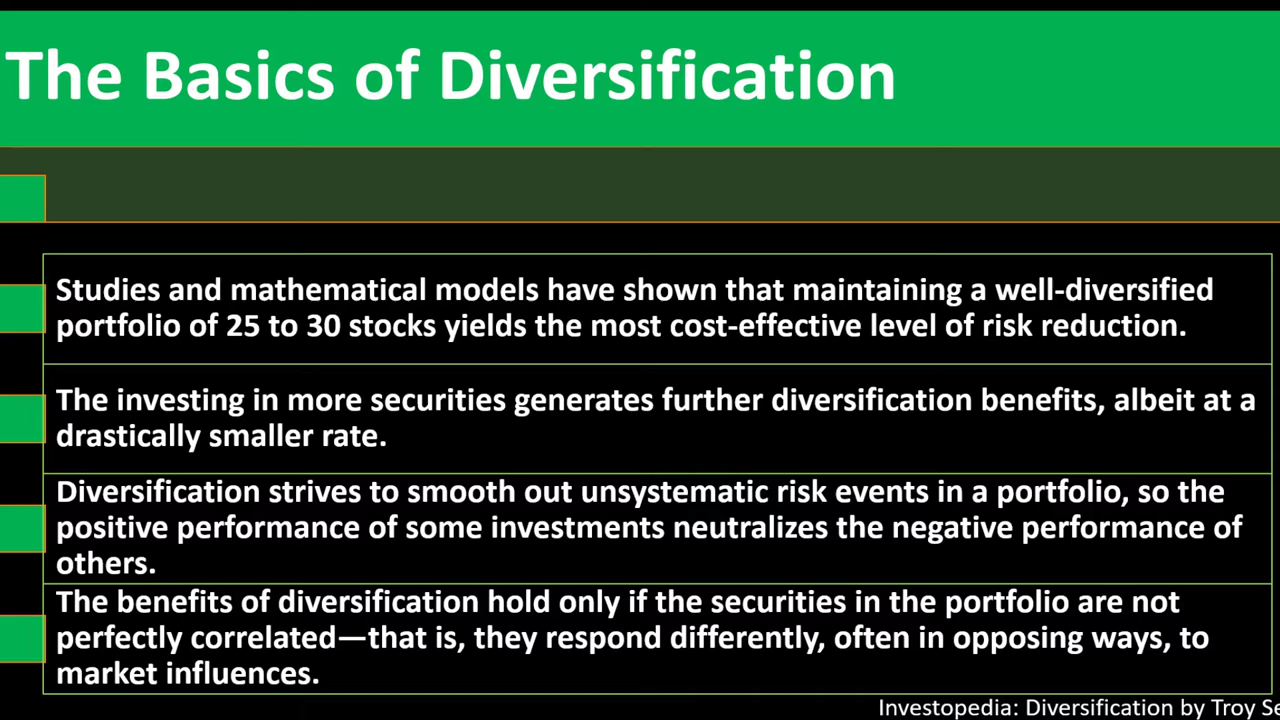 The Basics of Diversification
Studies and mathematical models have shown that maintaining a well-diversified
portfolio of 25 to 30 stocks yields the most cost-effective level of risk reduction.
The investing in more securities generates further diversification benefits, albeit at a
drastically smaller rate.
Diversification strives to smooth out unsystematic risk events in a portfolio, so the
positive performance of some investments neutralizes the negative performance of
others.
The benefits of diversification hold only if the securities in the portfolio are not
perfectly correlated—that is, they respond differently, often in opposing ways, to
market influences.
Investopedia: Diversification by Troy